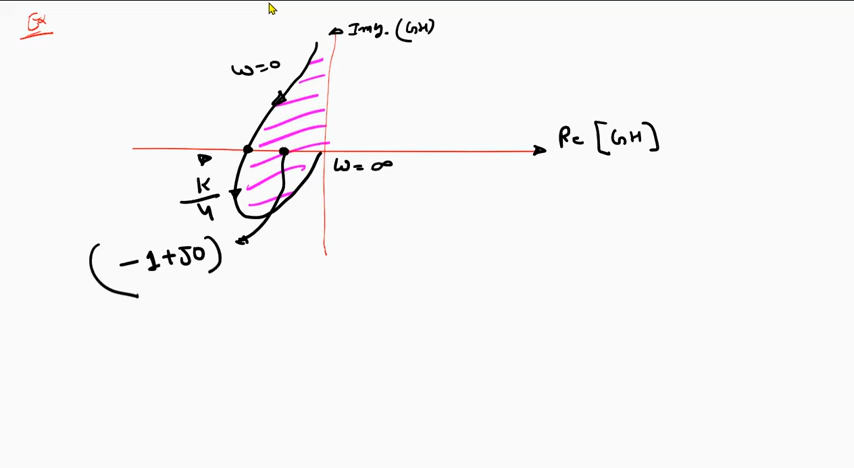 Ex
Img. (GH)
ω=0
Re [GH]
ω=∞
K
4
(-1+J0)